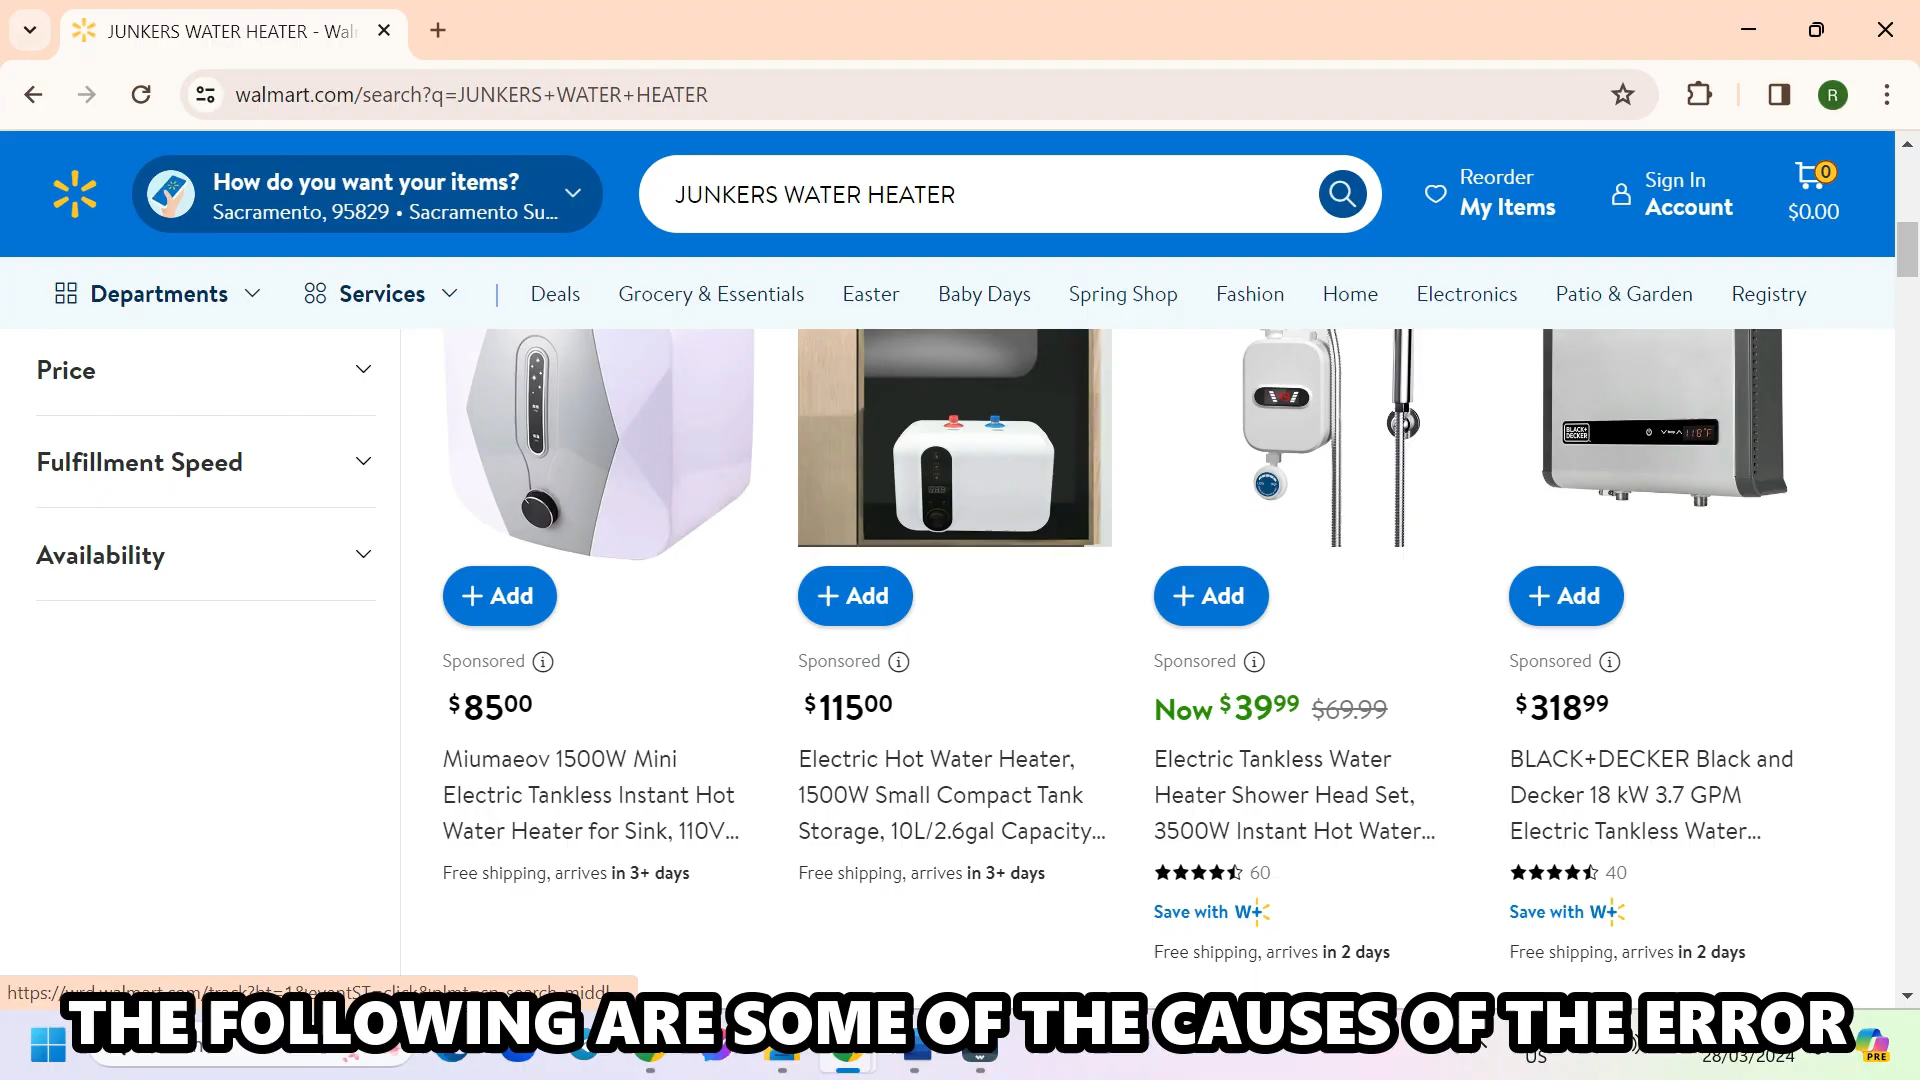 JUNKERS WATER HEATER - Wal
walmart.com/search?q=JUNKERS+WATER+HEATER
R
How do you want your items?
Sacramento, 95829 • Sacramento Su...
JUNKERS WATER HEATER
Reorder
My Items
Sign In
Account
0
$0.00
Departments
Services
Deals
Grocery & Essentials
Easter
Baby Days
Spring Shop
Fashion
Home
Electronics
Patio & Garden
Registry
Price
Fulfillment Speed
Availability
BLACK+
DECKER
118°F
+ Add
+ Add
+ Add
+ Add
Sponsored
Sponsored
Sponsored
Sponsored
$8500
$11500
Now $3999 $69.99
$31899
Miumaeov 1500W Mini
Electric Tankless Instant Hot
Water Heater for Sink, 110V...
Electric Hot Water Heater,
1500W Small Compact Tank
Storage, 10L/2.6gal Capacity...
Electric Tankless Water
Heater Shower Head Set,
3500W Instant Hot Water...
BLACK+DECKER Black and
Decker 18 kW 3.7 GPM
Electric Tankless Water...
60
40
Save with W+
Save with W+
Free shipping, arrives in 3+ days
Free shipping, arrives in 3+ days
Free shipping, arrives in 2 days
Free shipping, arrives in 2 days
THE FOLLOWING ARE SOME OF THE CAUSES OF THE ERROR
US
28/03/2024
PRE